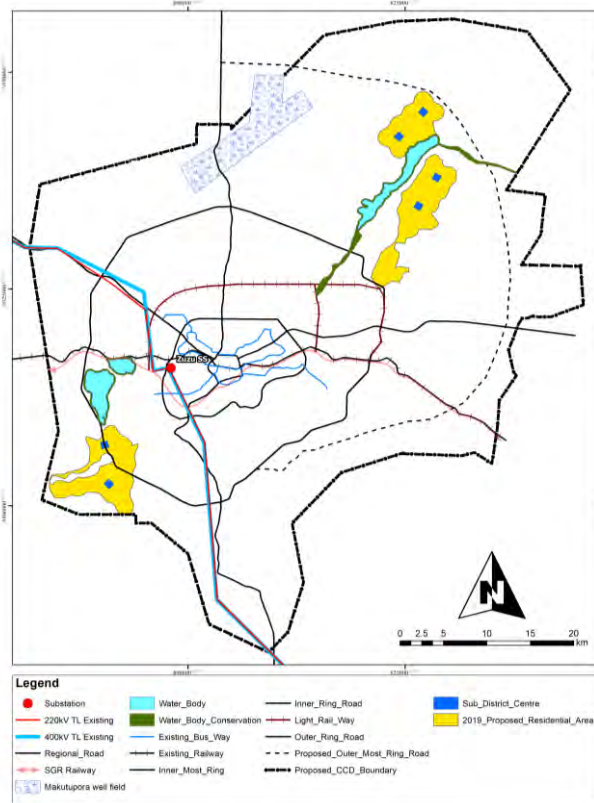 Zuzu SS
N
0 2.5 5 10 15 20
km
Legend
Substation
220kV TL Existing
400kV TL Existing
Regional_Road
SGR Railway
Makutupora well field
Water_Body
Water_Body_Conservation
Existing_Bus_Way
Existing_Railway
Inner_Most_Ring
Inner_Ring_Road
Light_Rail_Way
Outer_Ring_Road
Proposed_Outer_Most_Ring_Road
Proposed_CCD_Boundary
Sub_District_Centre
2019_Proposed_Residential_Area